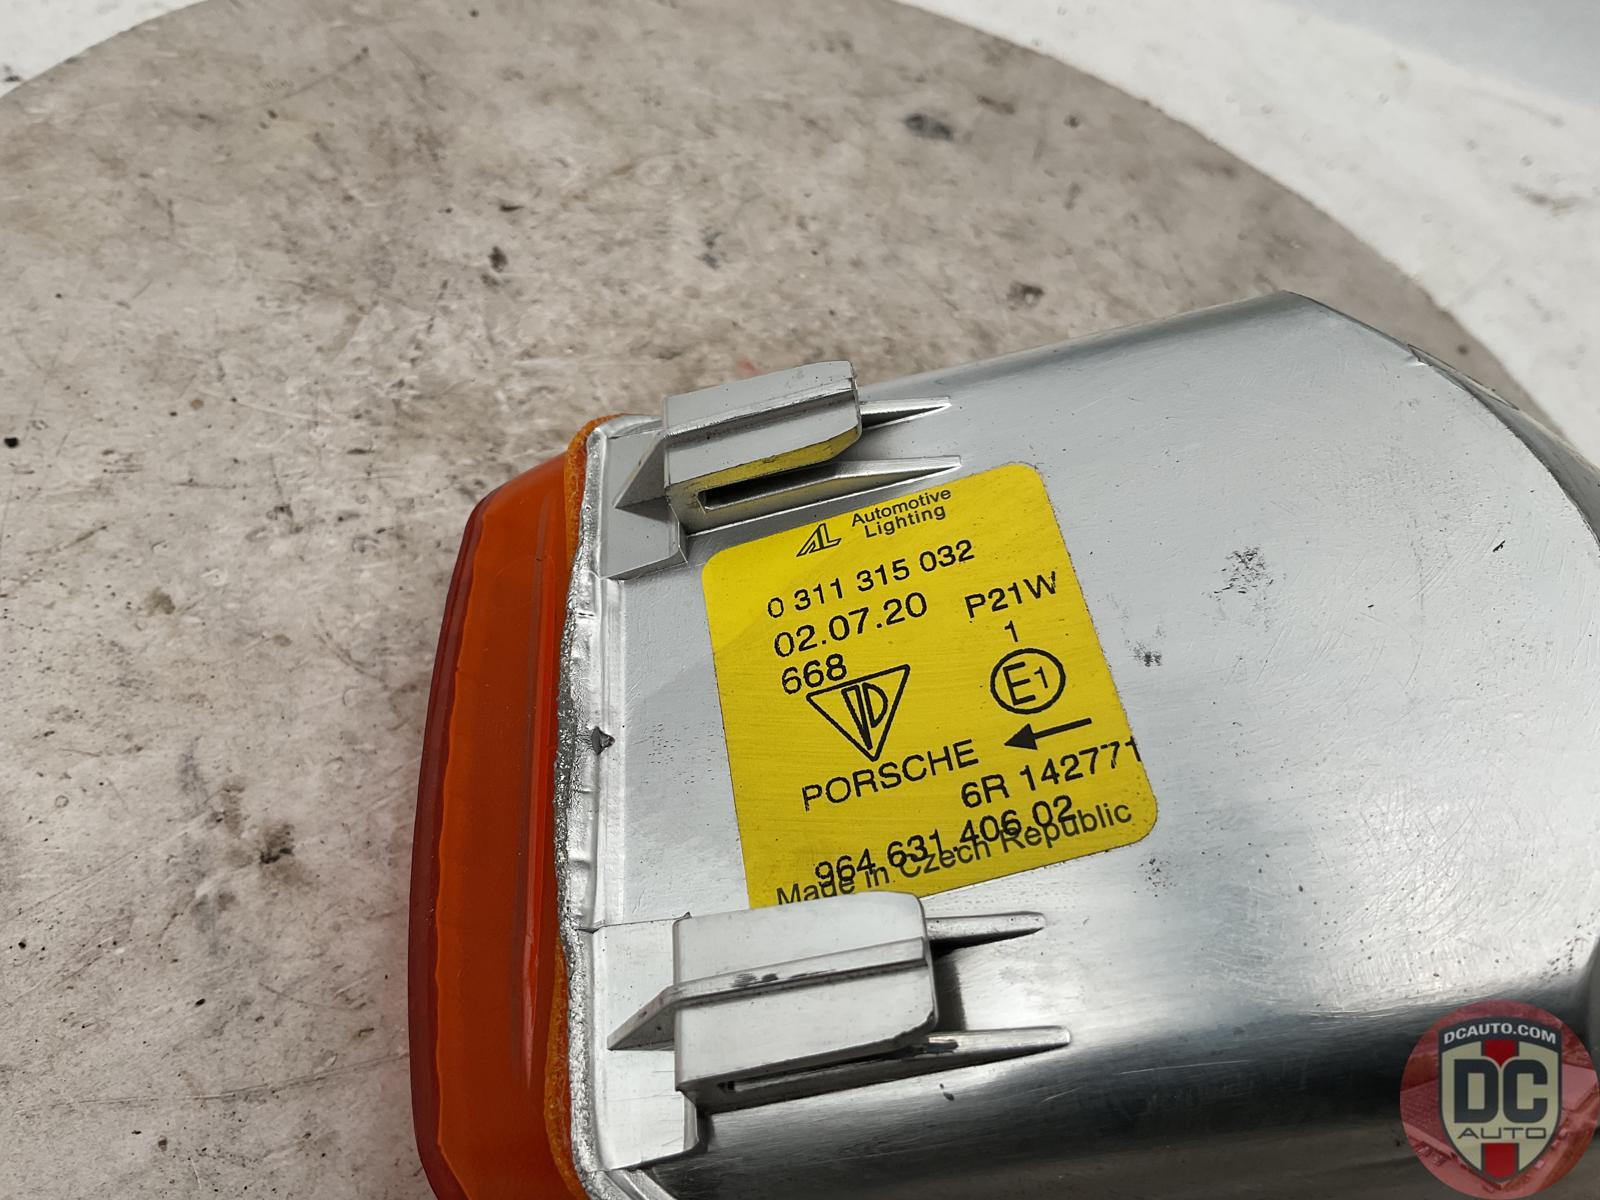 AL Automotive
Lighting
0 311 315 032
02.07.20 P21W
668 1
E1
PORSCHE
6R 142771
964.631.406.02
Made in Czech Republic
DCAUTO.COM
DC
AUTO